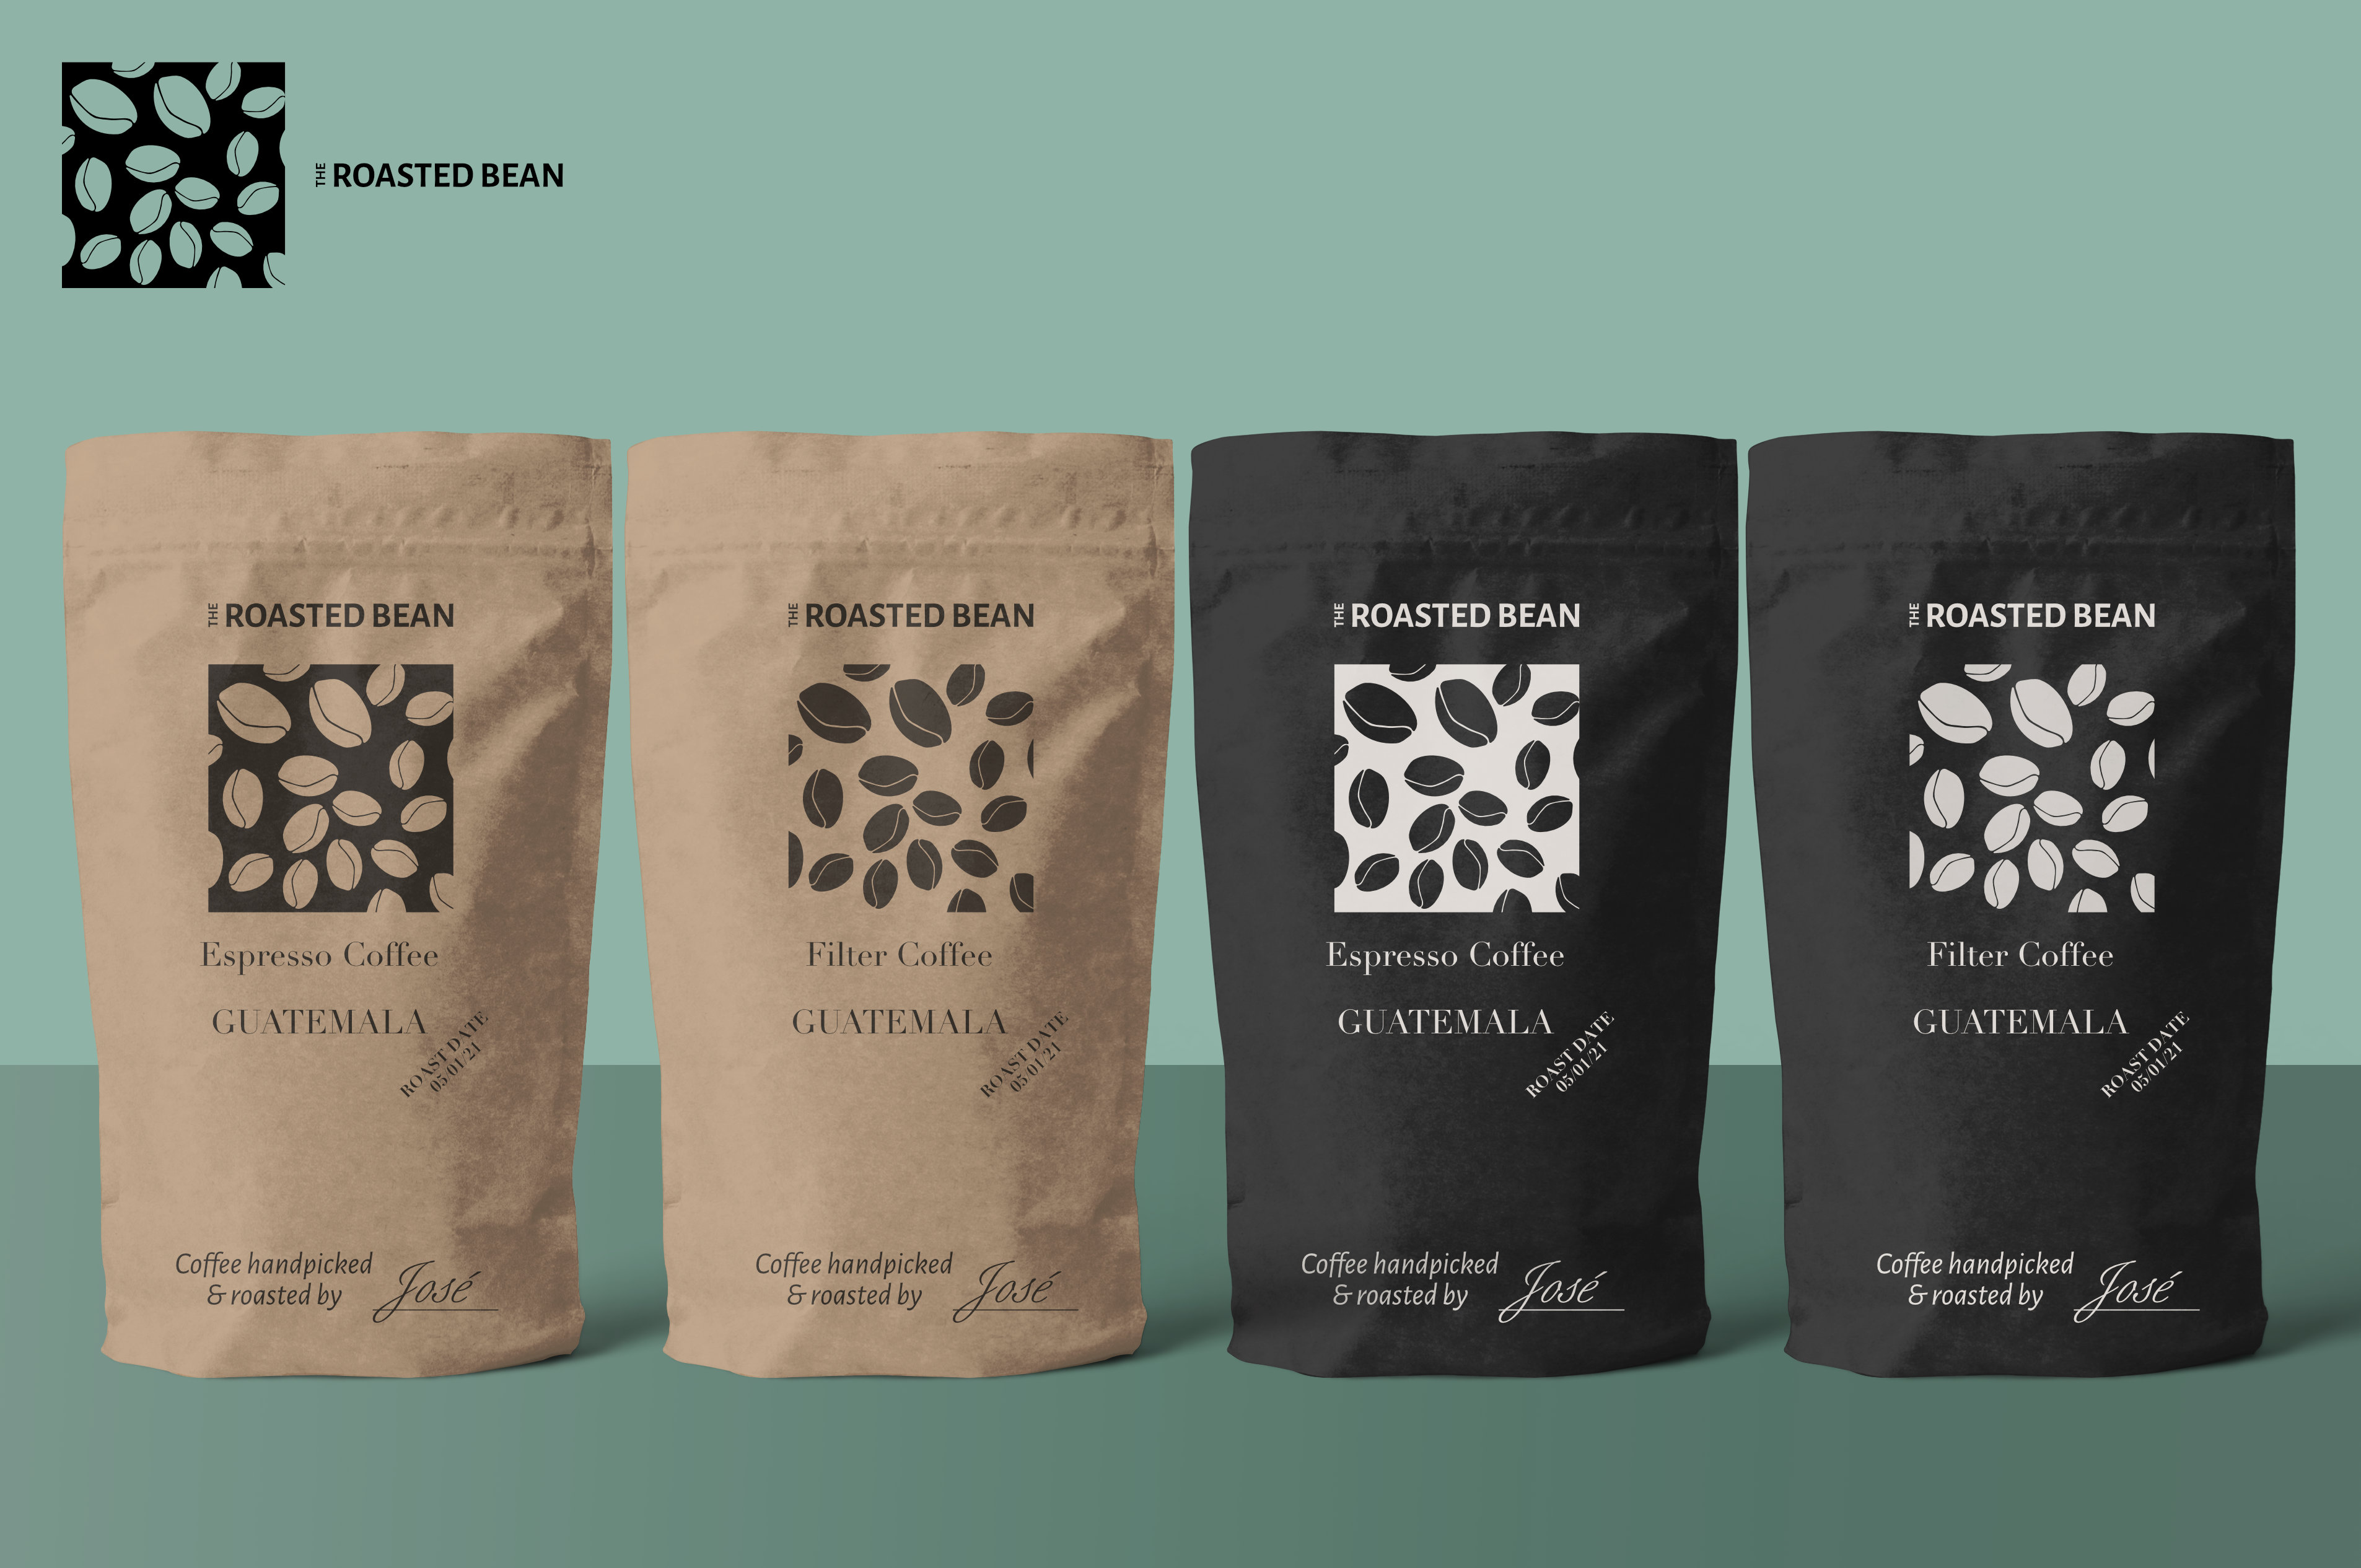 THE ROASTED BEAN
THE ROASTED BEAN
Espresso Coffee
GUATEMALA
ROAST DATE
05/01/21
Coffee handpicked
& roasted by José
THE ROASTED BEAN
Filter Coffee
GUATEMALA
ROAST DATE
05/01/21
Coffee handpicked
& roasted by José
THE ROASTED BEAN
Espresso Coffee
GUATEMALA
ROAST DATE
05/01/21
Coffee handpicked
& roasted by José
THE ROASTED BEAN
Filter Coffee
GUATEMALA
ROAST DATE
05/01/21
Coffee handpicked
& roasted by José